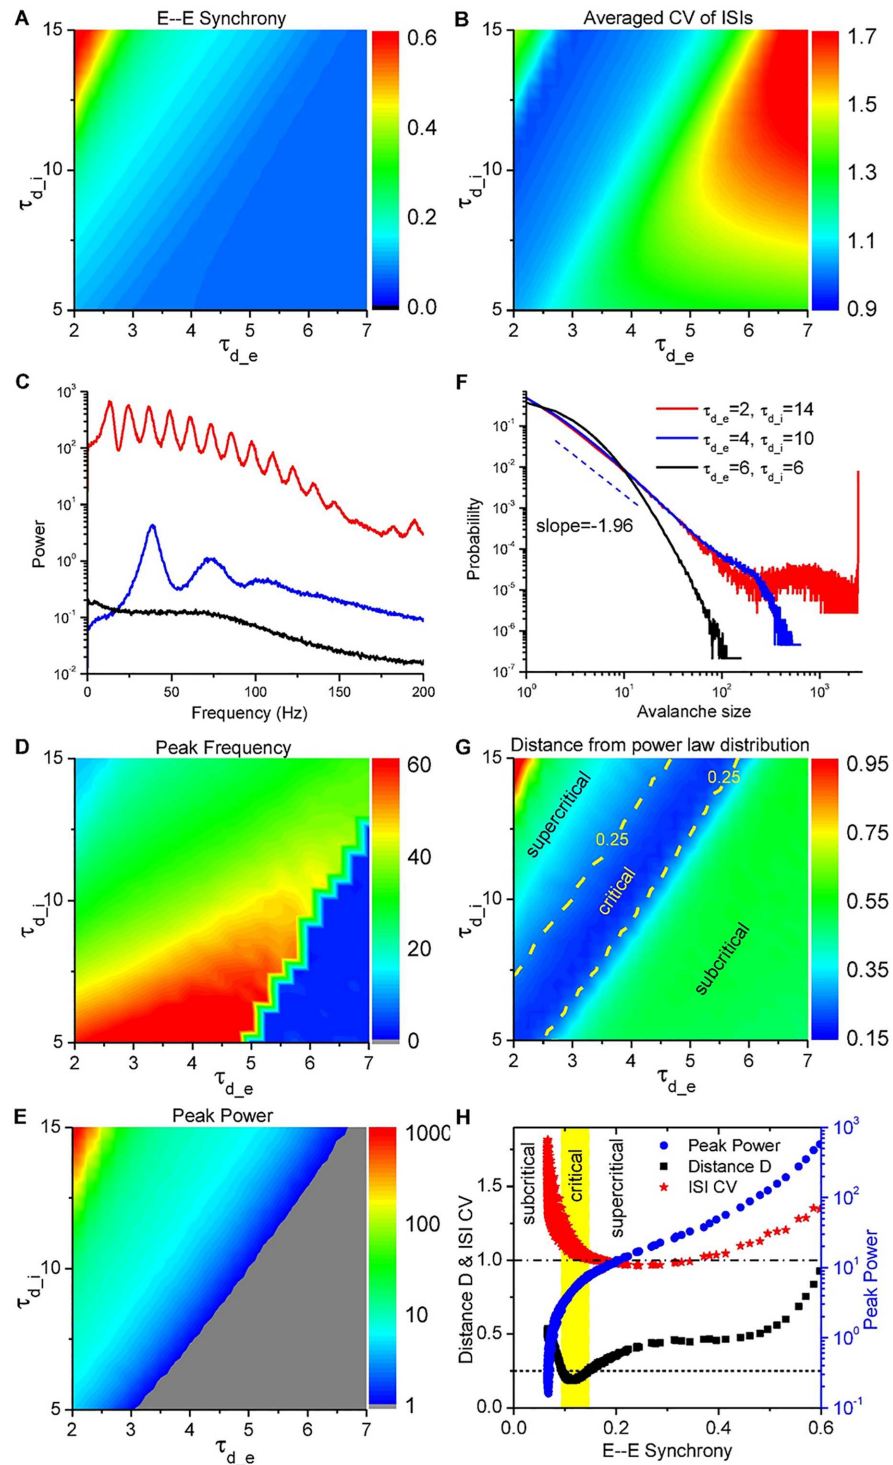 A
E--E Synchrony
15
10
5
τd_i
2 3 4 5 6 7
τd_e
0.6
0.4
0.2
0.0
B
Averaged CV of ISIs
15
10
5
τd_i
2 3 4 5 6 7
τd_e
1.7
1.5
1.3
1.1
0.9
C
10³
10²
10¹
10⁰
10⁻¹
10⁻²
Power
0 50 100 150 200
Frequency (Hz)
F
10⁻¹
10⁻²
10⁻³
10⁻⁴
10⁻⁵
10⁻⁶
10⁻⁷
Probability
τd_e=2, τd_i=14
τd_e=4, τd_i=10
τd_e=6, τd_i=6
slope=-1.96
10⁰ 10¹ 10² 10³
Avalanche size
D
Peak Frequency
15
10
5
τd_i
2 3 4 5 6 7
τd_e
60
40
20
0
G
Distance from power law distribution
15
10
5
τd_i
supercritical
0.25
0.25
critical
subcritical
2 3 4 5 6 7
τd_e
0.95
0.75
0.55
0.35
0.15
E
Peak Power
15
10
5
τd_i
2 3 4 5 6 7
τd_e
1000
100
10
1
H
1.5
1.0
0.5
0.0
Distance D & ISI CV
subcritical
critical
supercritical
Peak Power
Distance D
ISI CV
10³
10²
10¹
10⁰
10⁻¹
Peak Power
0.0 0.2 0.4 0.6
E--E Synchrony